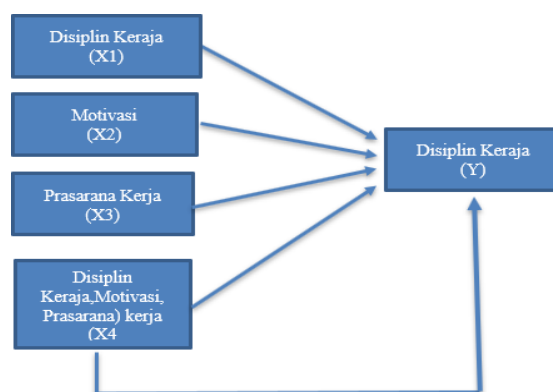 Disiplin Keraja
(X1)
Motivasi
(X2)
Prasarana Kerja
(X3)
Disiplin
Keraja,Motivasi,
Prasarana) kerja
(X4
Disiplin Keraja
(Y)